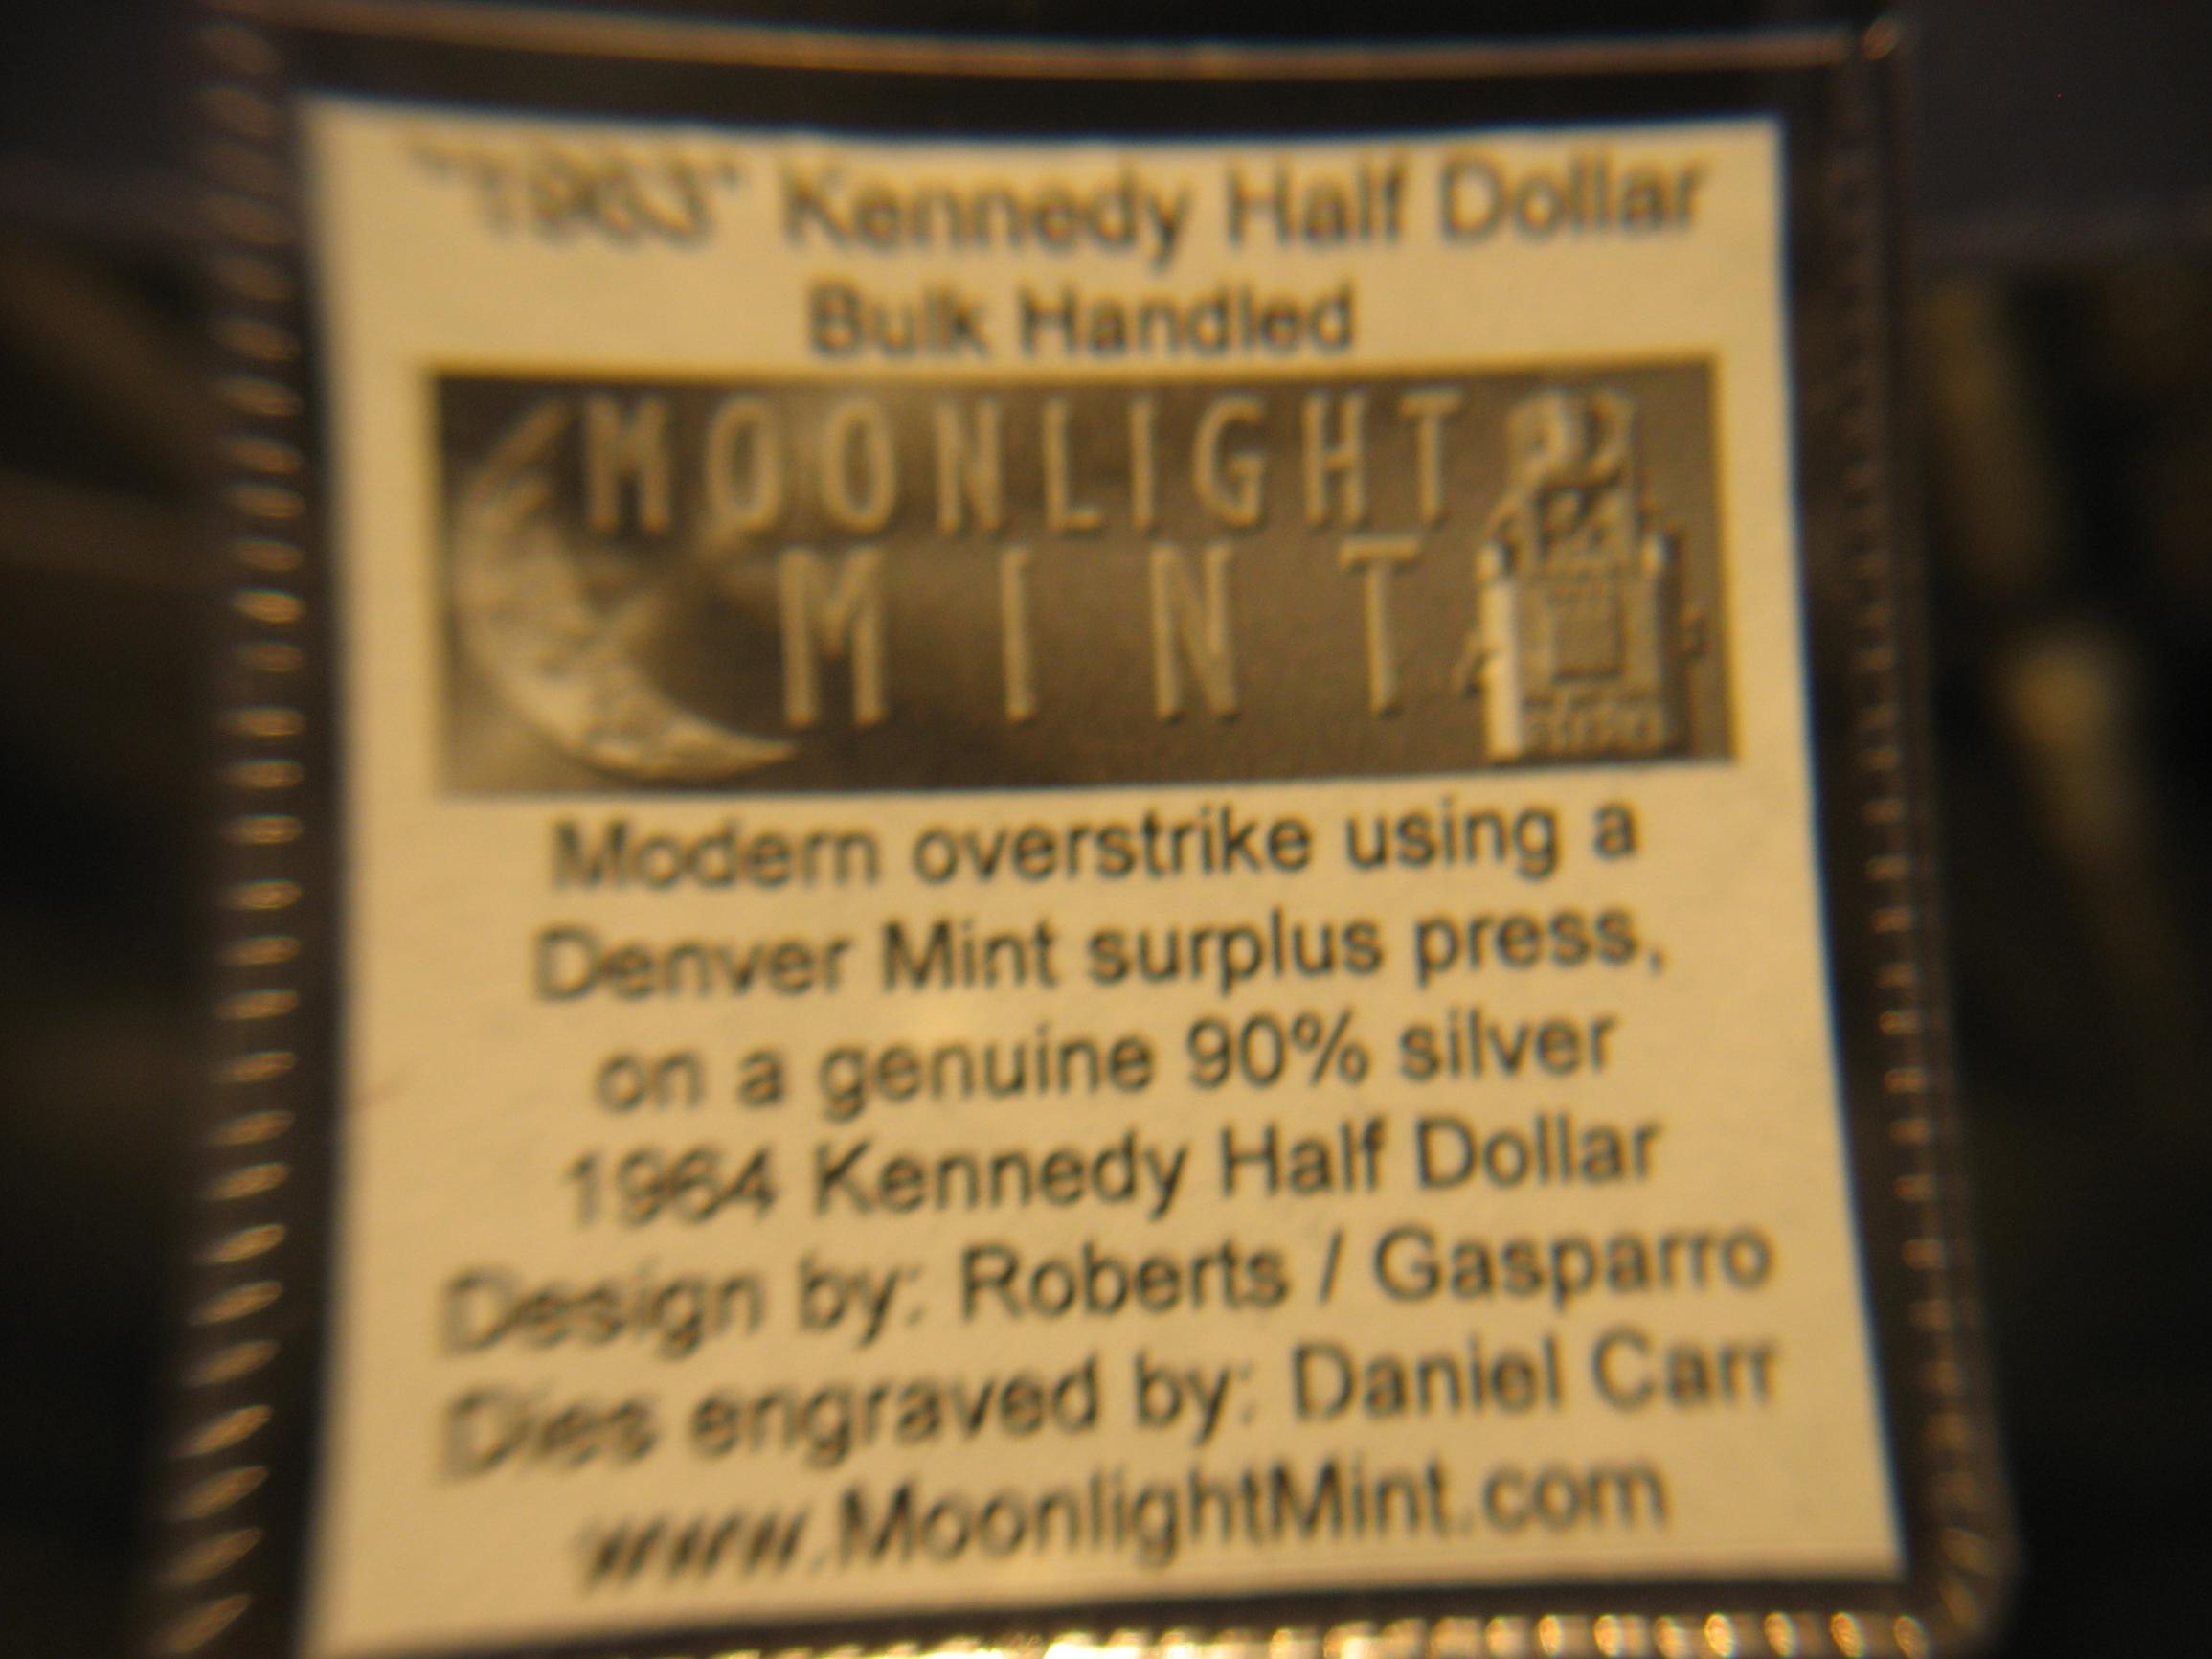 "1963" Kennedy Half Dollar
Bulk Handled
MOONLIGHT
MINT
Modern overstrike using a
Denver Mint surplus press,
on a genuine 90% silver
1964 Kennedy Half Dollar
Design by: Roberts / Gasparro
Dies engraved by: Daniel Carr
www.MoonlightMint.com